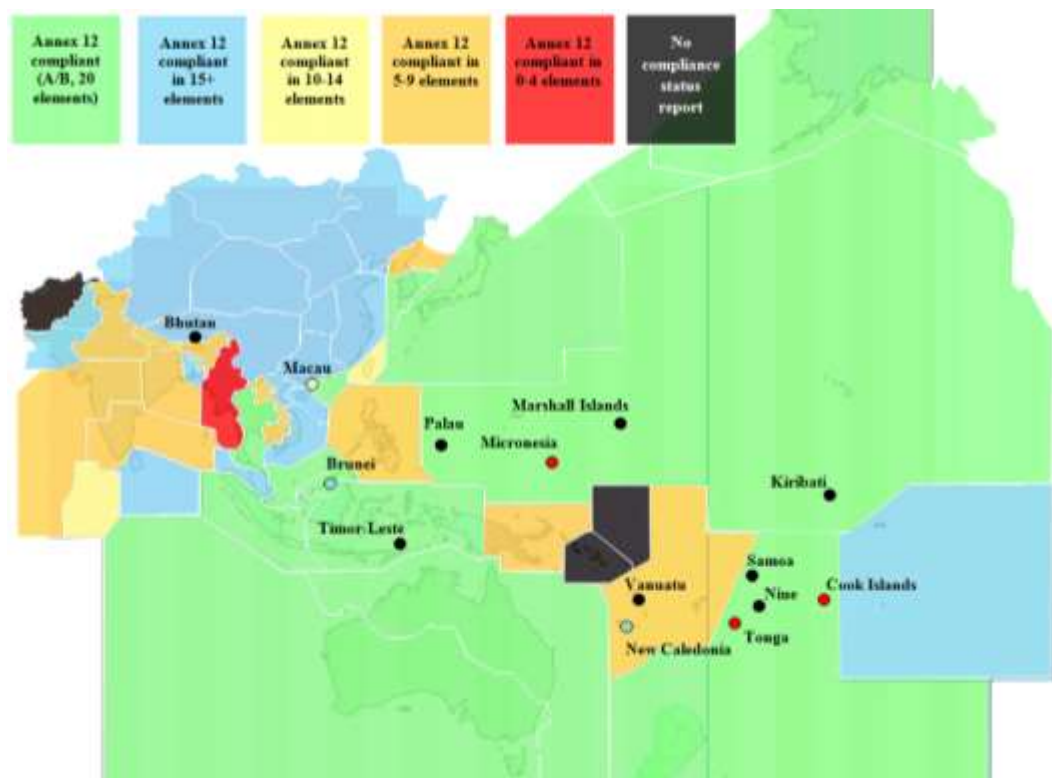 Annex 12
compliant
(A/B, 20
elements)
Annex 12
compliant
in 15+
elements
Annex 12
compliant
in 10-14
elements
Annex 12
compliant in
5-9 elements
Annex 12
compliant in
0-4 elements
No
compliance
status
report
Bhutan
Macau
Marshall Islands
Palau
Micronesia
Brunei
Kiribati
Timor-Leste
Samoa
Vanuatu
Nine
Cook Islands
New Caledonia
Tonga